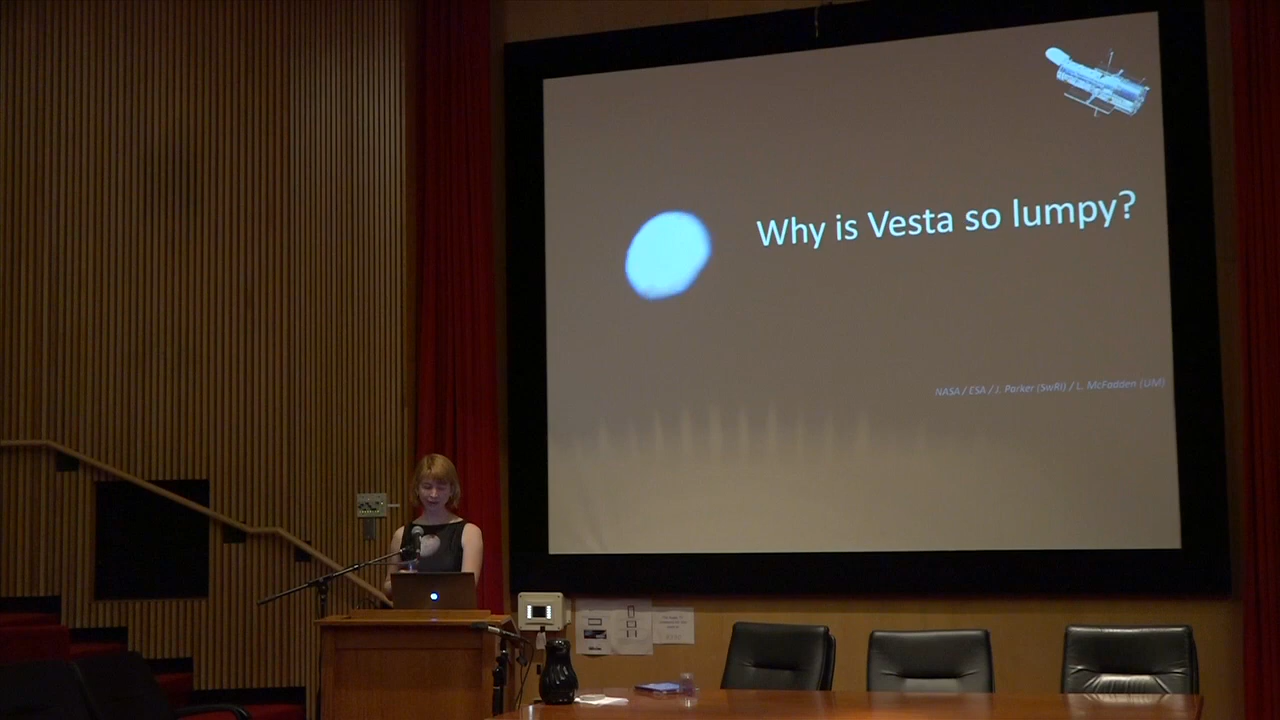 Why is Vesta so lumpy?
NASA / ESA / J. Parker (SwRI) / L. McFadden (UM)